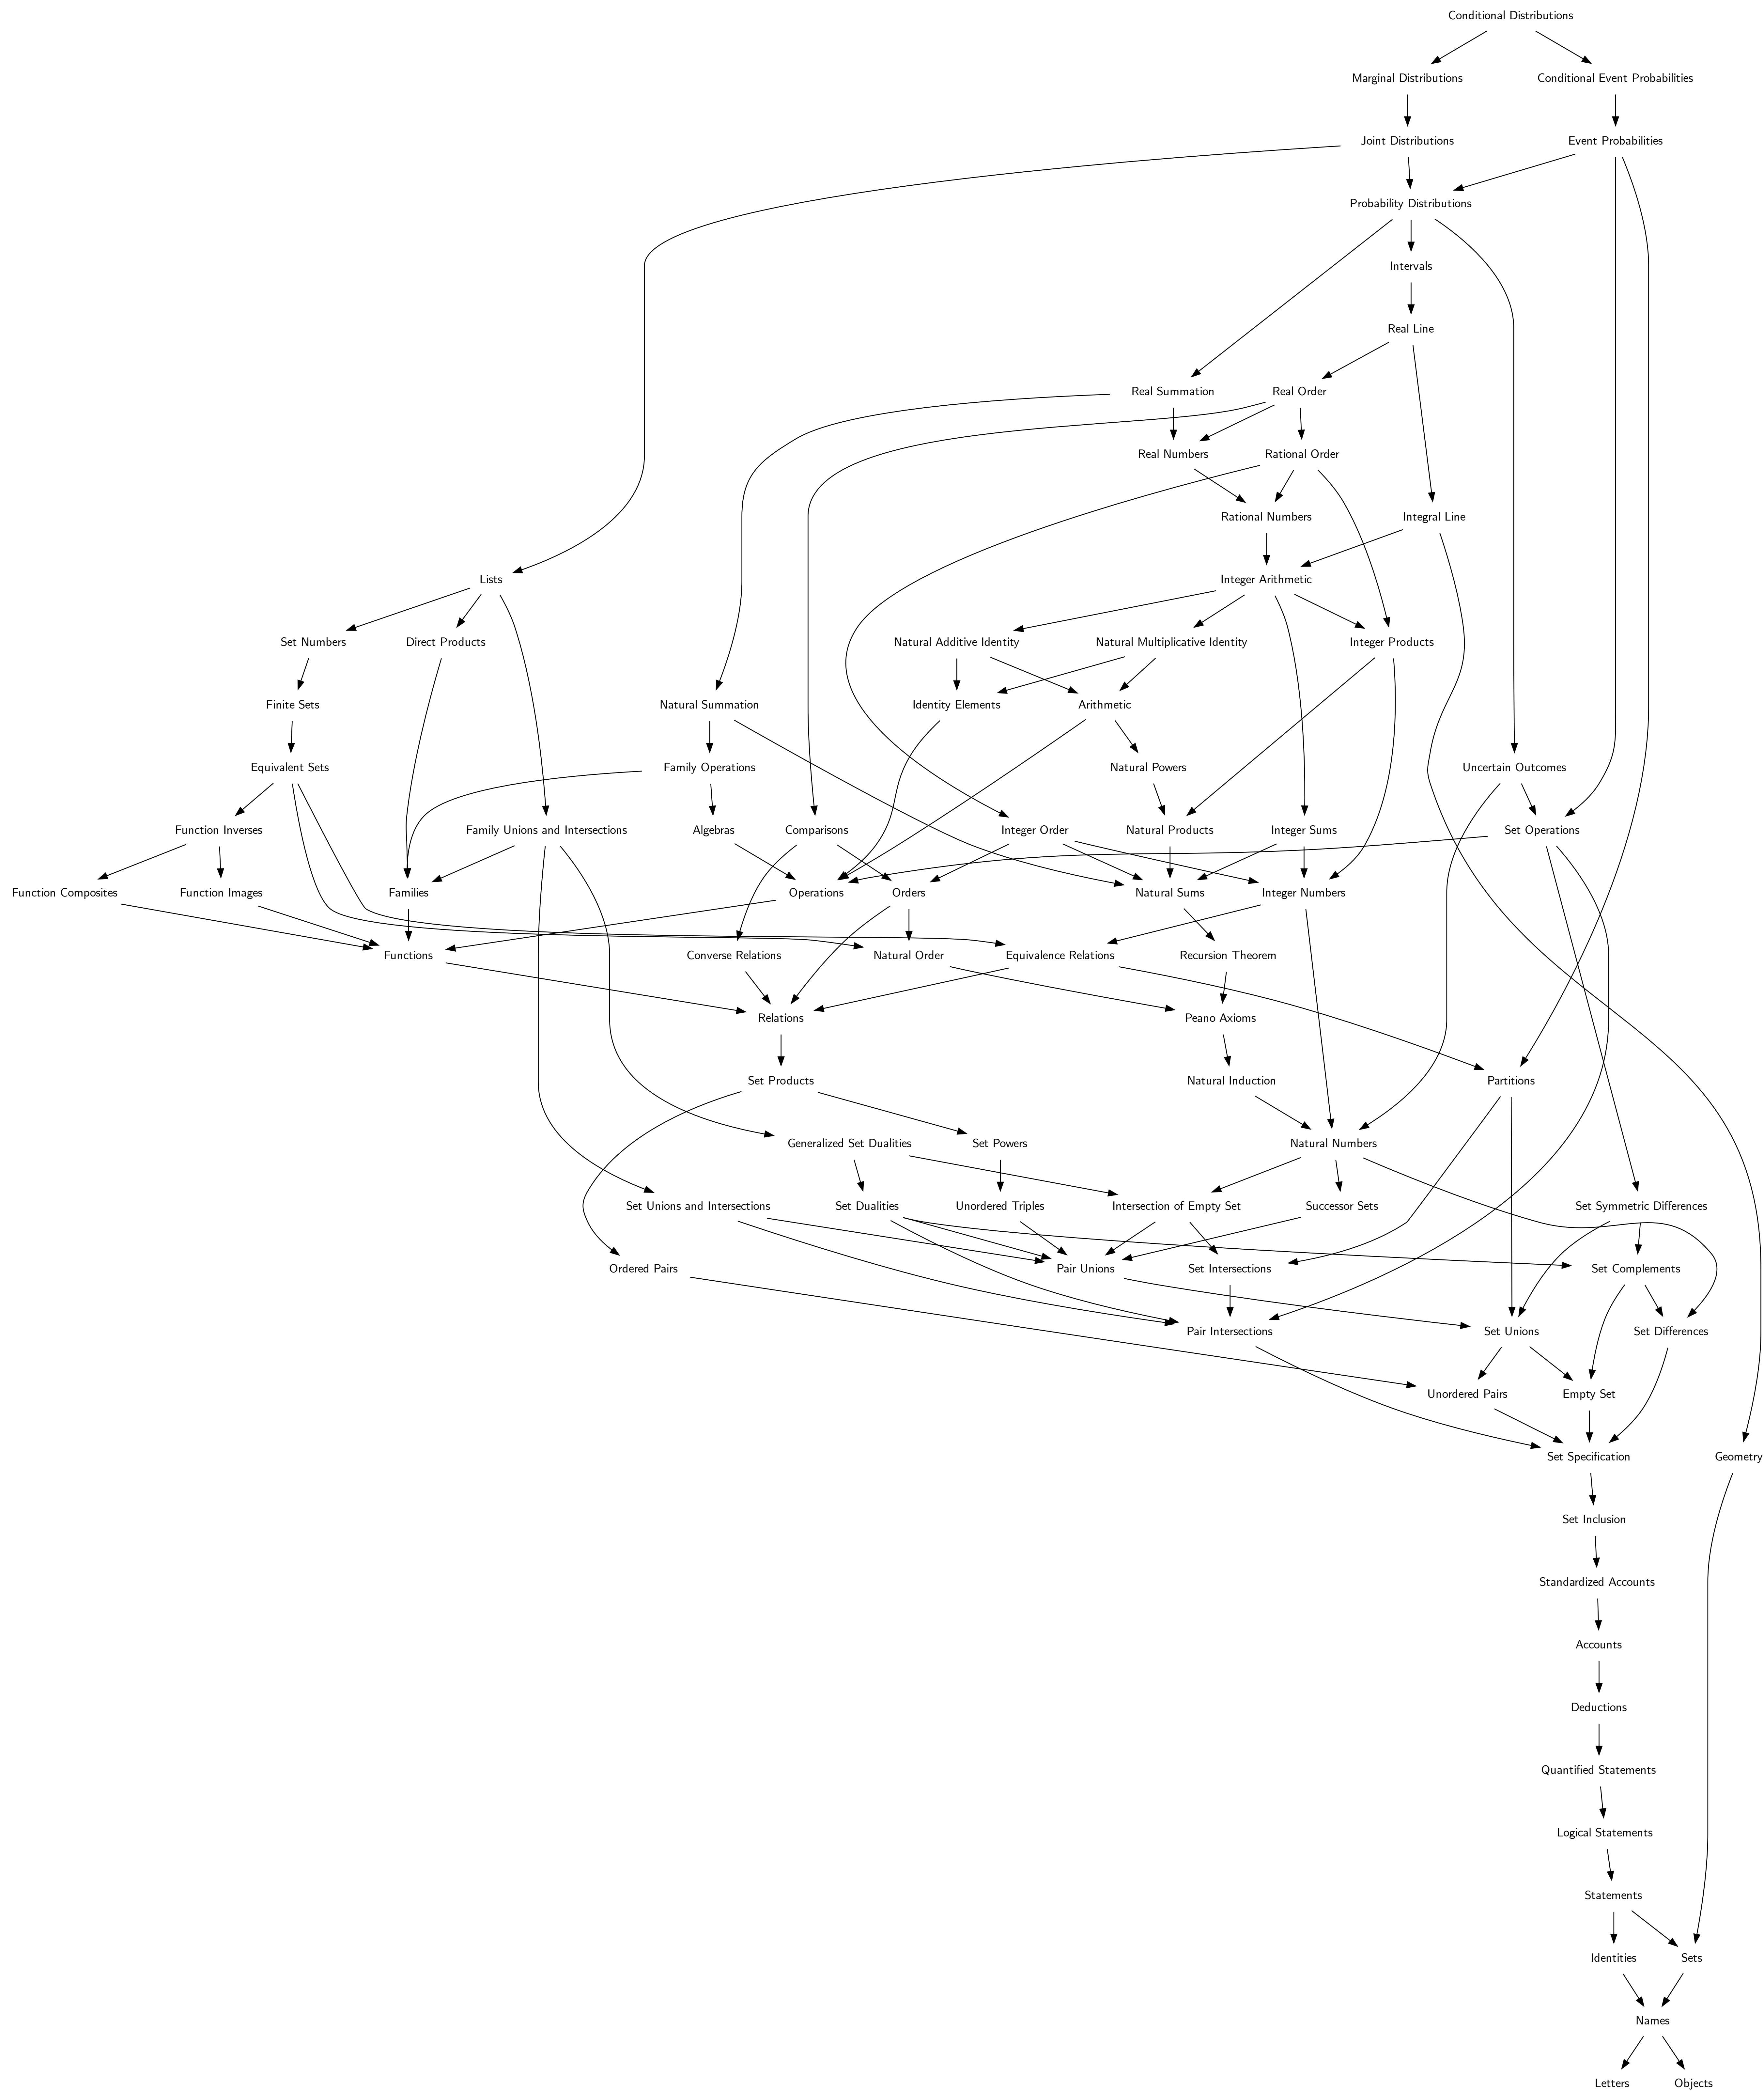 Conditional Distributions
Marginal Distributions
Conditional Event Probabilities
Joint Distributions
Event Probabilities
Probability Distributions
Intervals
Real Line
Real Summation
Real Order
Real Numbers
Rational Order
Rational Numbers
Integral Line
Lists
Integer Arithmetic
Set Numbers
Direct Products
Natural Additive Identity
Natural Multiplicative Identity
Integer Products
Finite Sets
Natural Summation
Identity Elements
Arithmetic
Equivalent Sets
Family Operations
Natural Powers
Uncertain Outcomes
Function Inverses
Family Unions and Intersections
Algebras
Comparisons
Integer Order
Natural Products
Integer Sums
Set Operations
Function Composites
Function Images
Families
Operations
Orders
Natural Sums
Integer Numbers
Functions
Converse Relations
Natural Order
Equivalence Relations
Recursion Theorem
Relations
Peano Axioms
Set Products
Natural Induction
Partitions
Generalized Set Dualities
Set Powers
Natural Numbers
Set Unions and Intersections
Set Dualities
Unordered Triples
Intersection of Empty Set
Successor Sets
Set Symmetric Differences
Ordered Pairs
Pair Unions
Set Intersections
Set Complements
Pair Intersections
Set Unions
Set Differences
Unordered Pairs
Empty Set
Set Specification
Geometry
Set Inclusion
Standardized Accounts
Accounts
Deductions
Quantified Statements
Logical Statements
Statements
Identities
Sets
Names
Letters
Objects